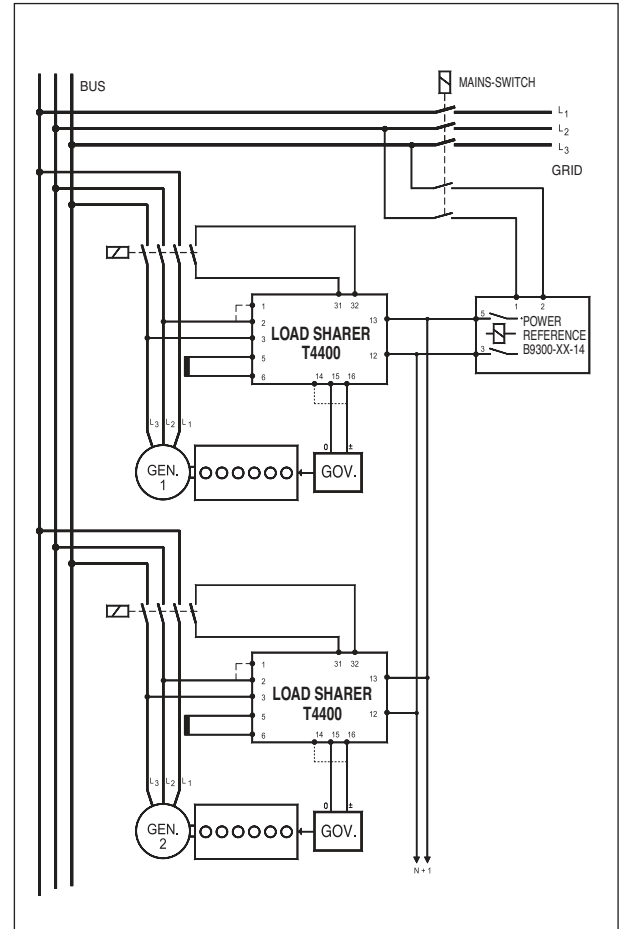 BUS
MAINS-SWITCH
L1
L2
L3
GRID
1
2
31 32
1
2
3
5
6
LOAD SHARER
T4400
13
12
14 15 16
5
3
*POWER
REFERENCE
B9300-XX-14
0 ±
L3 L2 L1
GEN.
1
GOV.
31 32
1
2
3
5
6
LOAD SHARER
T4400
13
12
14 15 16
0 ±
L3 L2 L1
GEN.
2
GOV.
N + 1